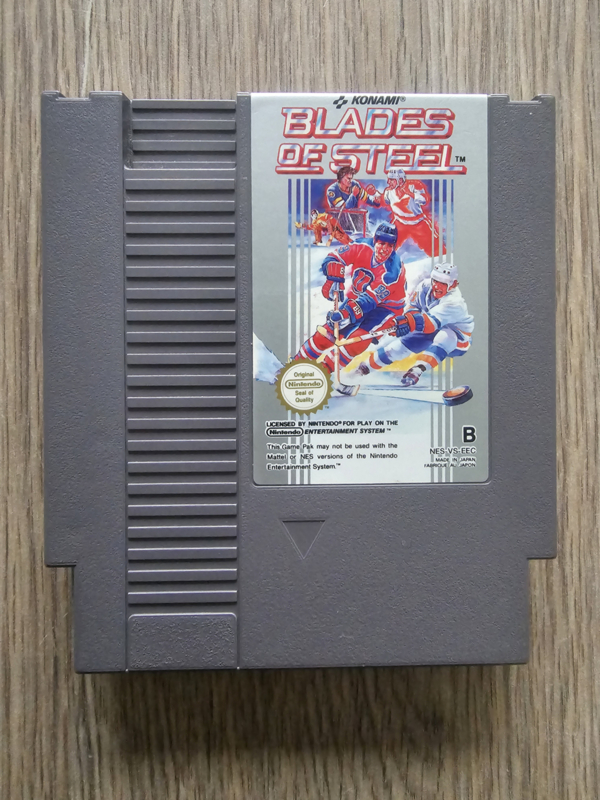 KONAMI®
BLADES
OF STEEL™
Original
Nintendo
Seal of
Quality
LICENSED BY NINTENDO® FOR PLAY ON THE
Nintendo ENTERTAINMENT SYSTEM™
This Game Pak may not be used with the
Mattel or NES versions of the Nintendo
Entertainment System.™
B
NES-VS-EEC
MADE IN JAPAN,
FABRIQUE AU JAPON